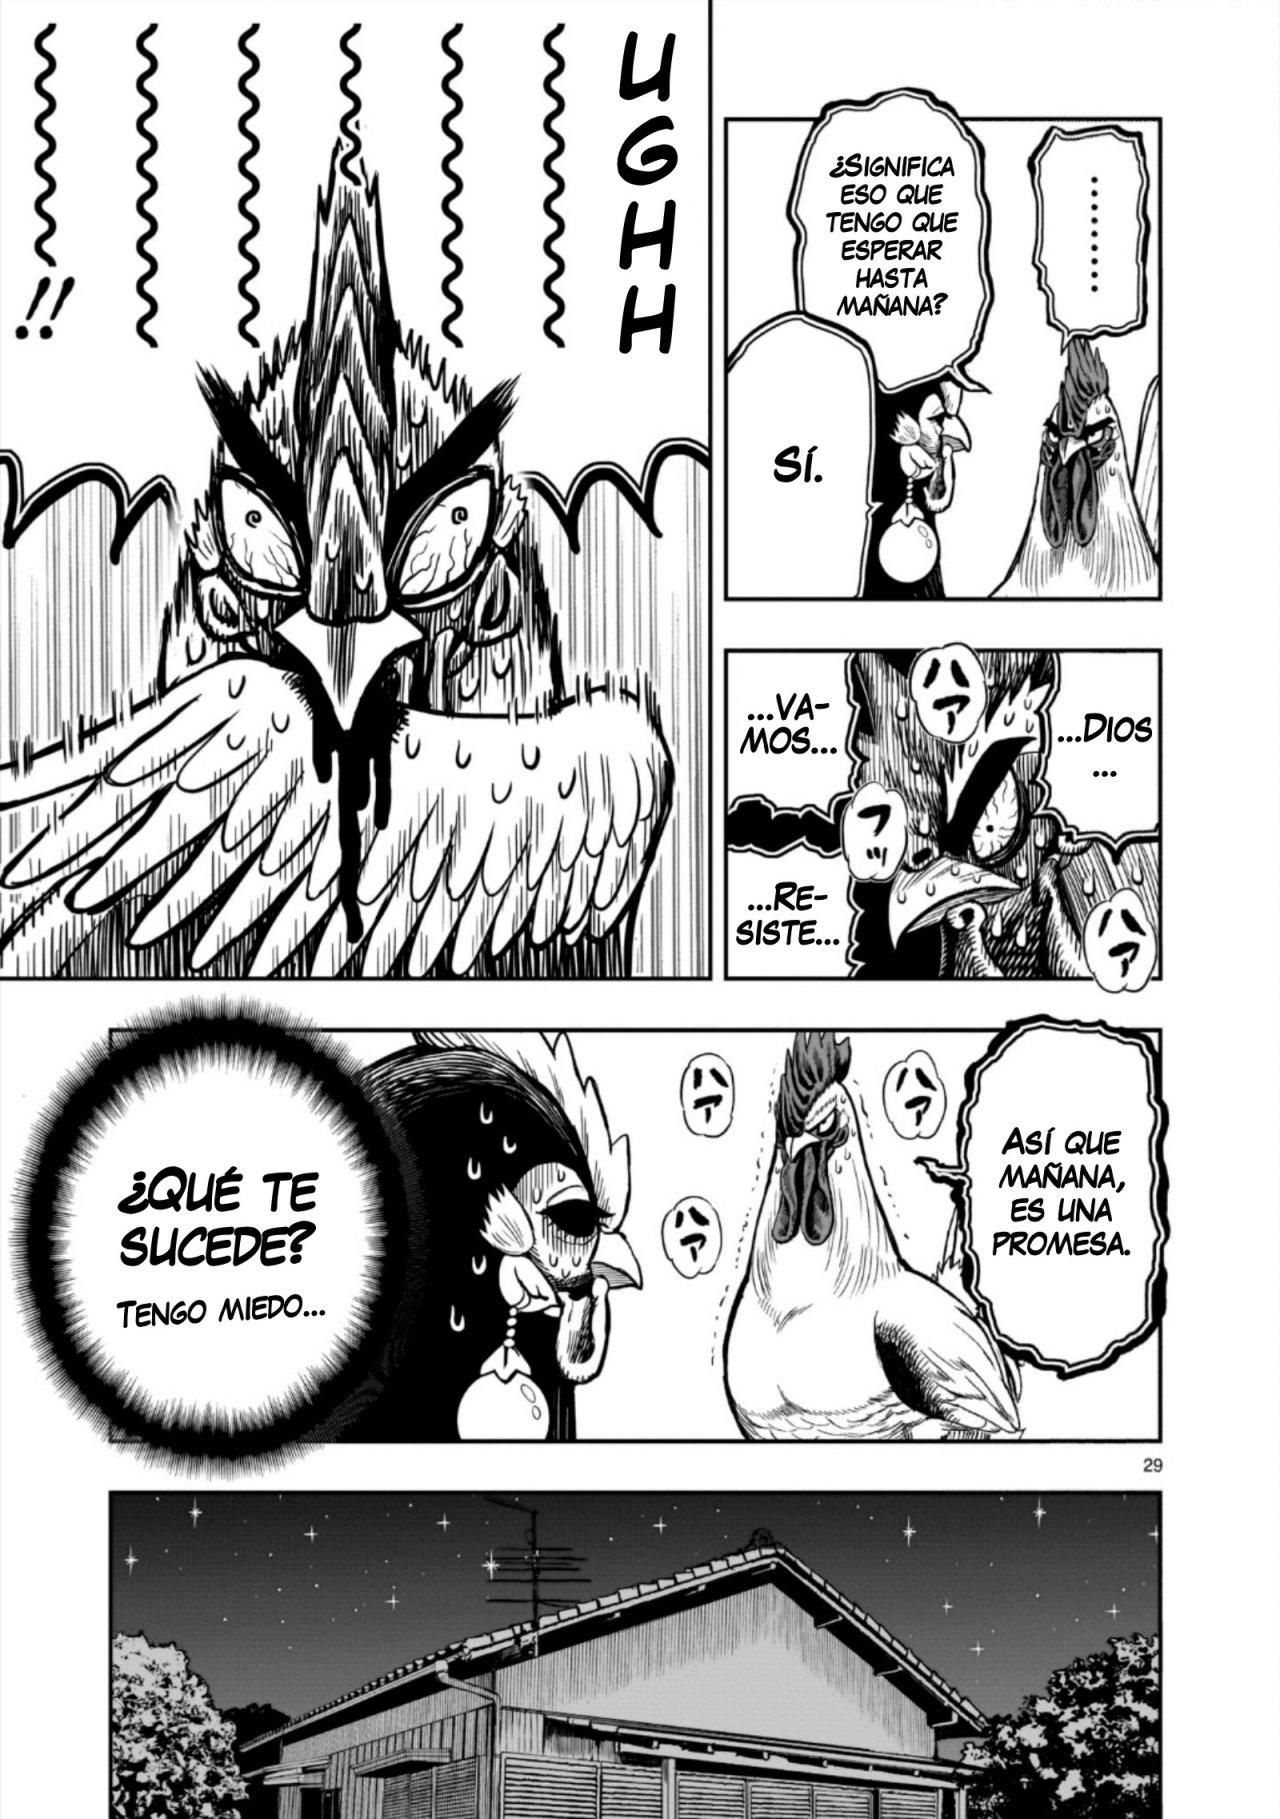 .........
¿SIGNIFICA
ESO QUE
TENGO QUE
ESPERAR
HASTA
MAÑANA?
SÍ.
...DIOS
...
...VA-
MOS...
...RE-
SISTE...
ハァ
フッ
ハァ
UGHH
!!
ASÍ QUE
MAÑANA,
ES UNA
PROMESA.
ハァ
ハァ
ハァ
¿QUÉ TE
SUCEDE?
TENGO MIEDO...
29